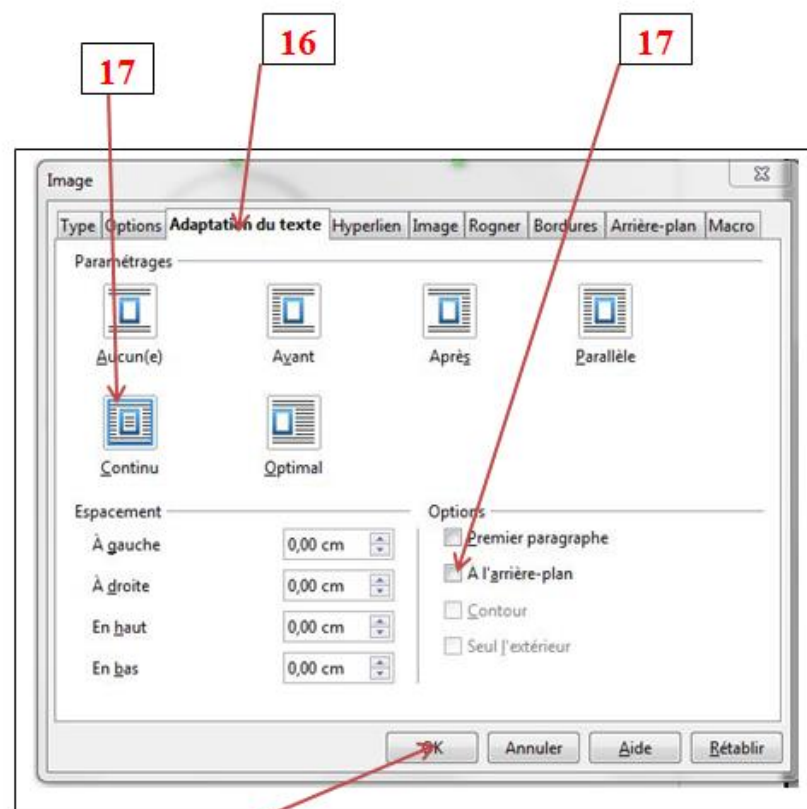 17 16 17
Image
Type Options Adaptation du texte Hyperlien Image Rogner Bordures Arrière-plan Macro
Paramétrages
Aucun(e) Avant Après Parallèle
Continu Optimal
Espacement Options
À gauche 0,00 cm Premier paragraphe
À droite 0,00 cm A l'arrière-plan
En haut 0,00 cm Contour
En bas 0,00 cm Seul l'extérieur
OK Annuler Aide Rétablir